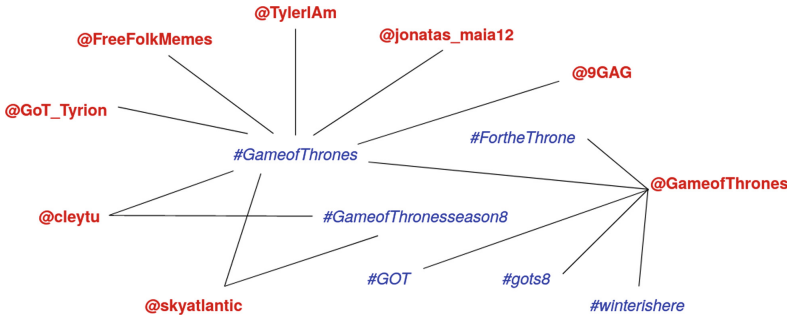 @TylerIAm
@FreeFolkMemes
@jonatas_maia12
@9GAG
@GoT_Tyrion
#FortheThrone
#GameofThrones
@GameofThrones
@cleytu
#GameofThronesseason8
#GOT
#gots8
@skyatlantic
#winterishere